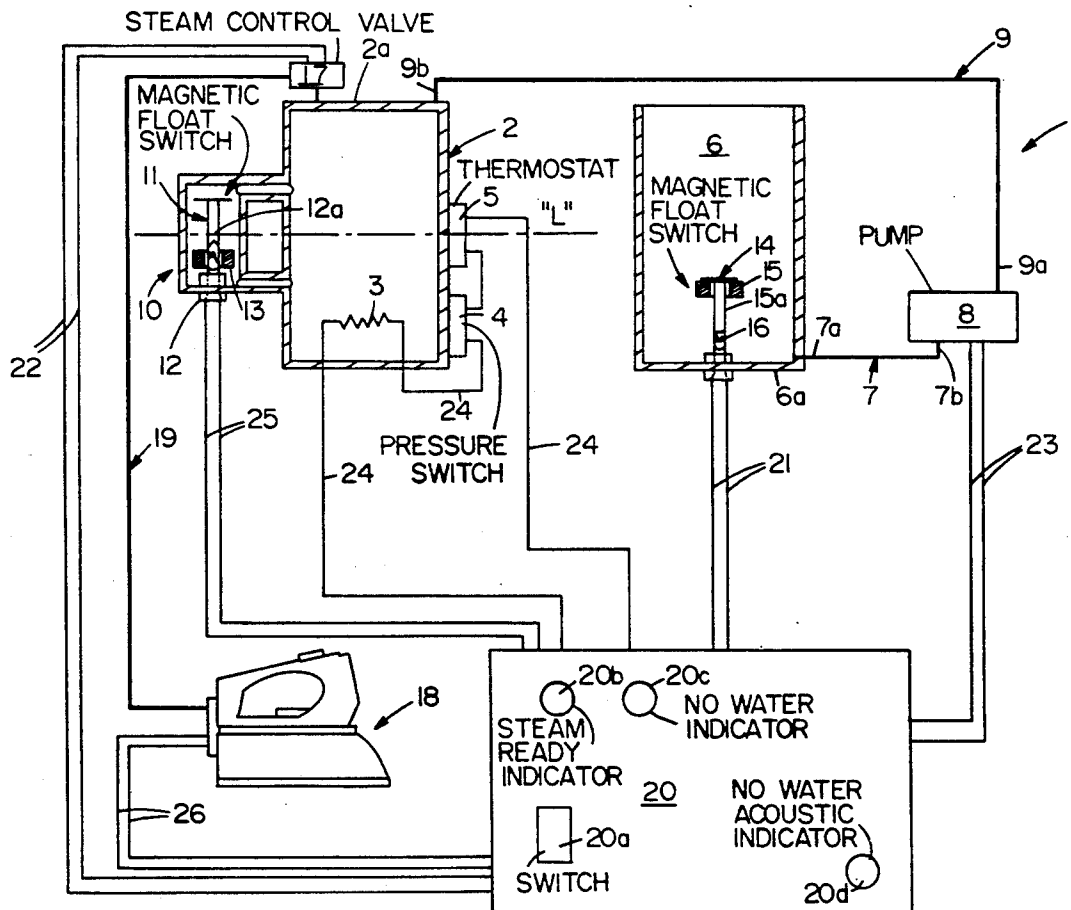 STEAM CONTROL VALVE
2a
9b
9
MAGNETIC
FLOAT
SWITCH
2
6
THERMOSTAT
11
12a
5
"L"
MAGNETIC
FLOAT
SWITCH
14
15
PUMP
9a
10
13
3
4
15a
16
8
22
12
7a
7
7b
6a
24
25
PRESSURE
SWITCH
19
24
24
21
23
20b
20c
18
STEAM
READY
INDICATOR
NO WATER
INDICATOR
20
NO WATER
ACOUSTIC
INDICATOR
26
20a
SWITCH
20d